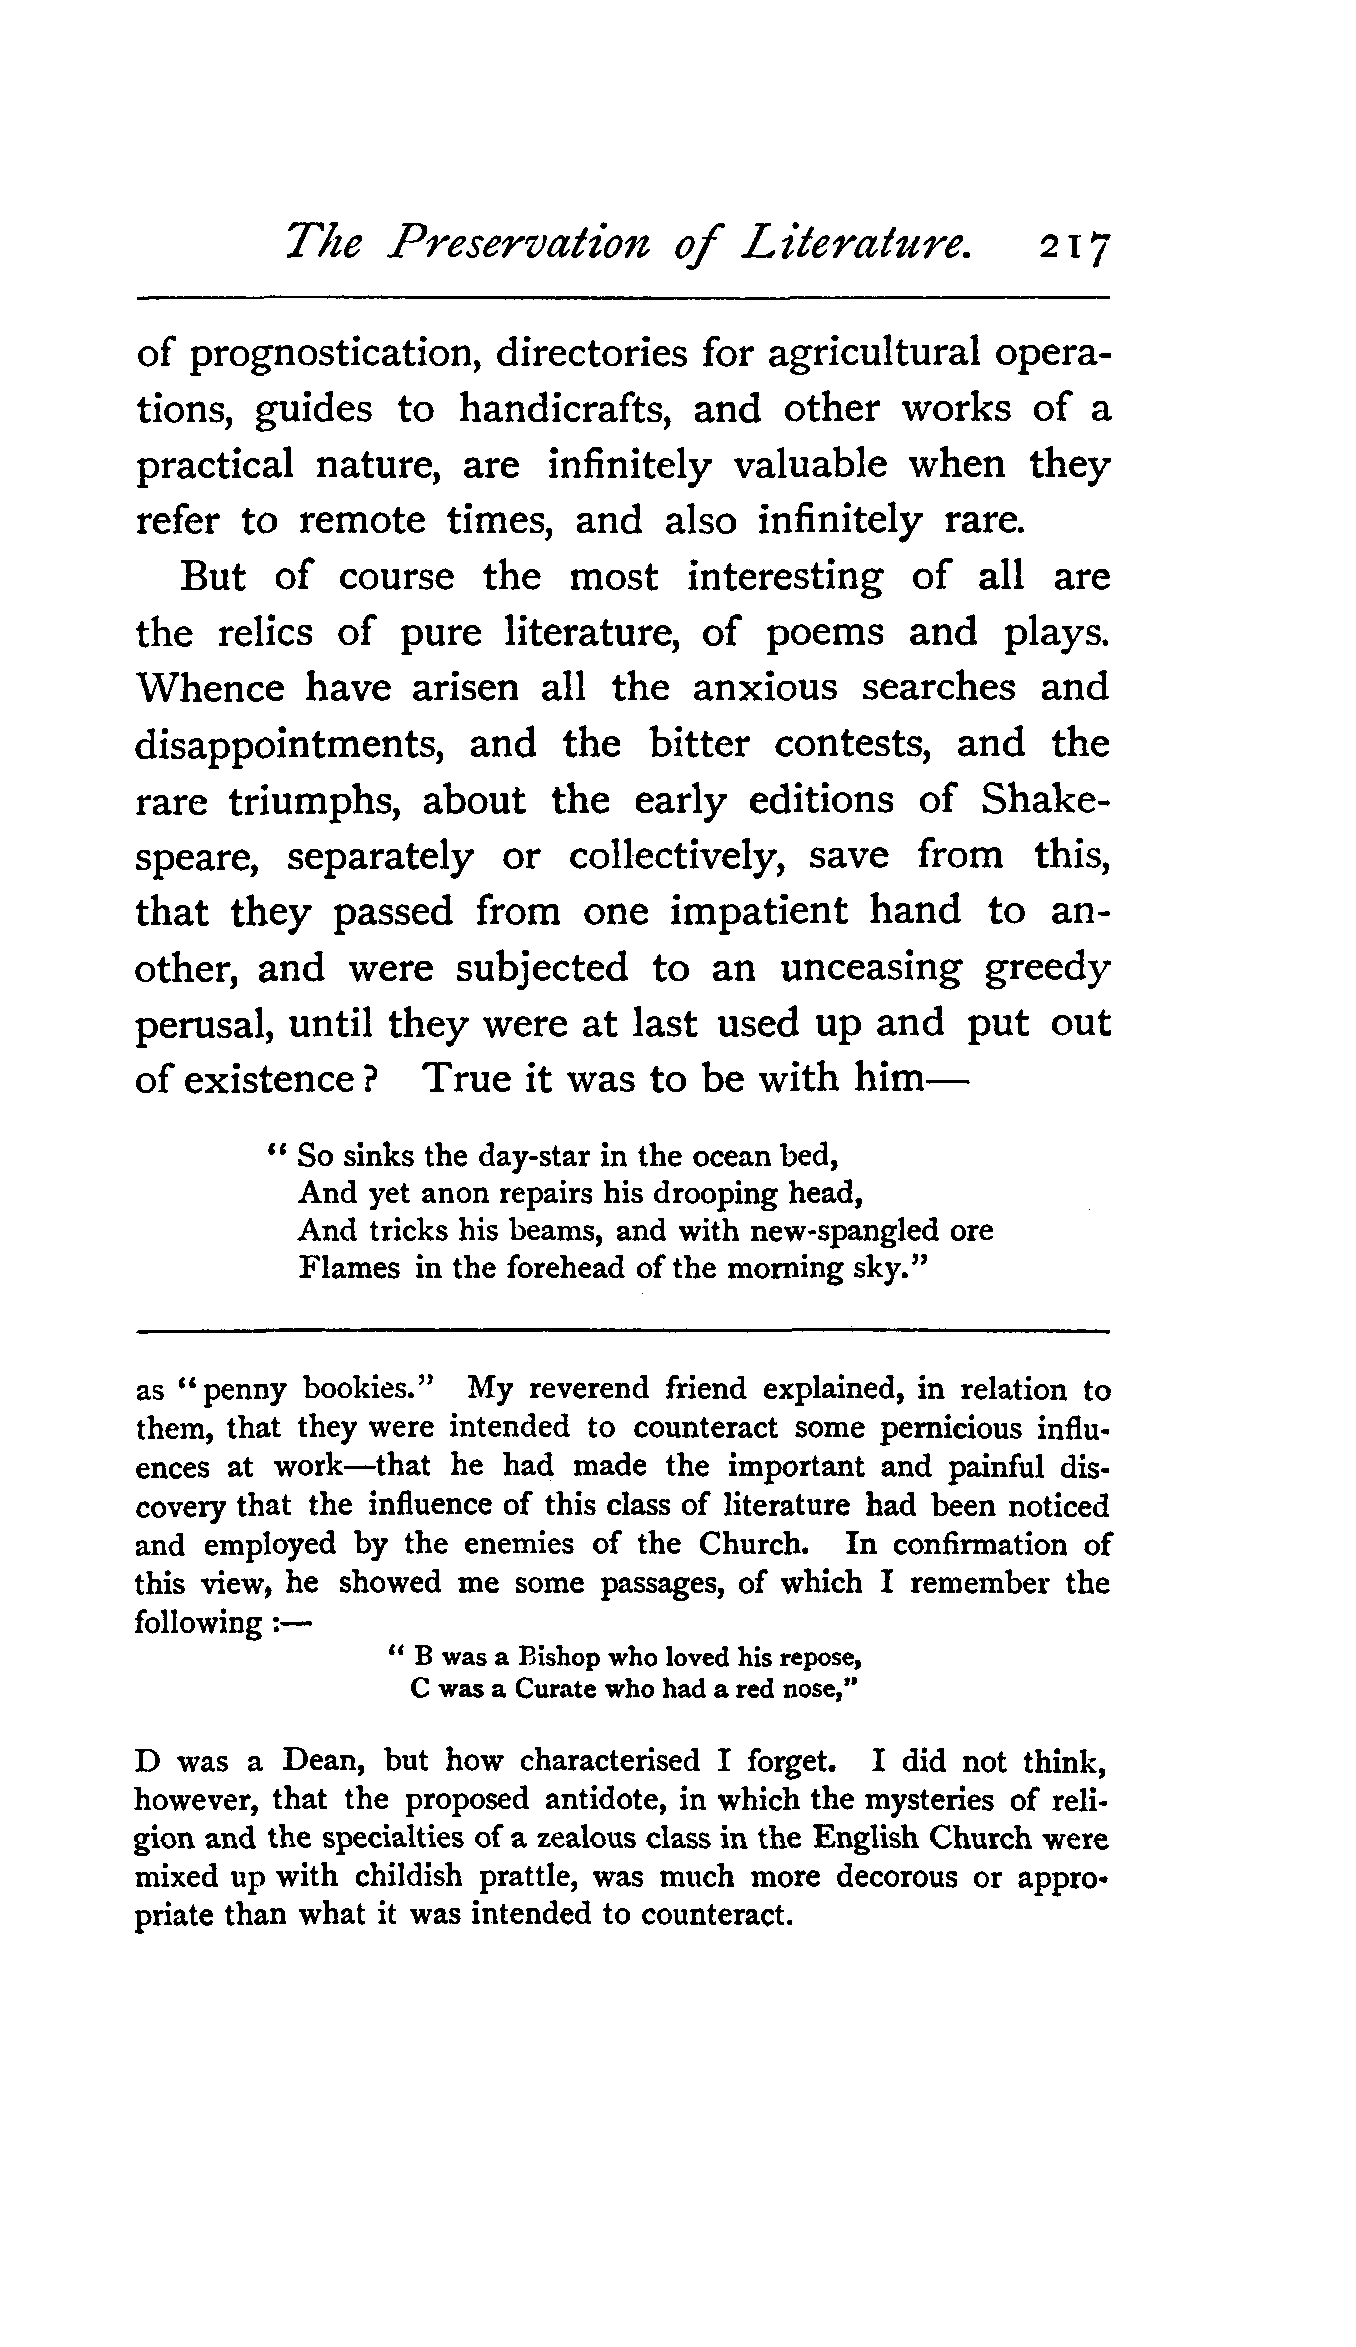 The Preservation of Literature. 217
of prognostication, directories for agricultural opera-
tions, guides to handicrafts, and other works of a
practical nature, are infinitely valuable when they
refer to remote times, and also infinitely rare.
But of course the most interesting of all are
the relics of pure literature, of poems and plays.
Whence have arisen all the anxious searches and
disappointments, and the bitter contests, and the
rare triumphs, about the early editions of Shake-
speare, separately or collectively, save from this,
that they passed from one impatient hand to an-
other, and were subjected to an unceasing greedy
perusal, until they were at last used up and put out
of existence? True it was to be with him—
"So sinks the day-star in the ocean bed,
And yet anon repairs his drooping head,
And tricks his beams, and with new-spangled ore
Flames in the forehead of the morning sky."
as "penny bookies." My reverend friend explained, in relation to
them, that they were intended to counteract some pernicious influ-
ences at work—that he had made the important and painful dis-
covery that the influence of this class of literature had been noticed
and employed by the enemies of the Church. In confirmation of
this view, he showed me some passages, of which I remember the
following:—
"B was a Bishop who loved his repose,
C was a Curate who had a red nose,"
D was a Dean, but how characterised I forget. I did not think,
however, that the proposed antidote, in which the mysteries of reli-
gion and the specialties of a zealous class in the English Church were
mixed up with childish prattle, was much more decorous or appro-
priate than what it was intended to counteract.